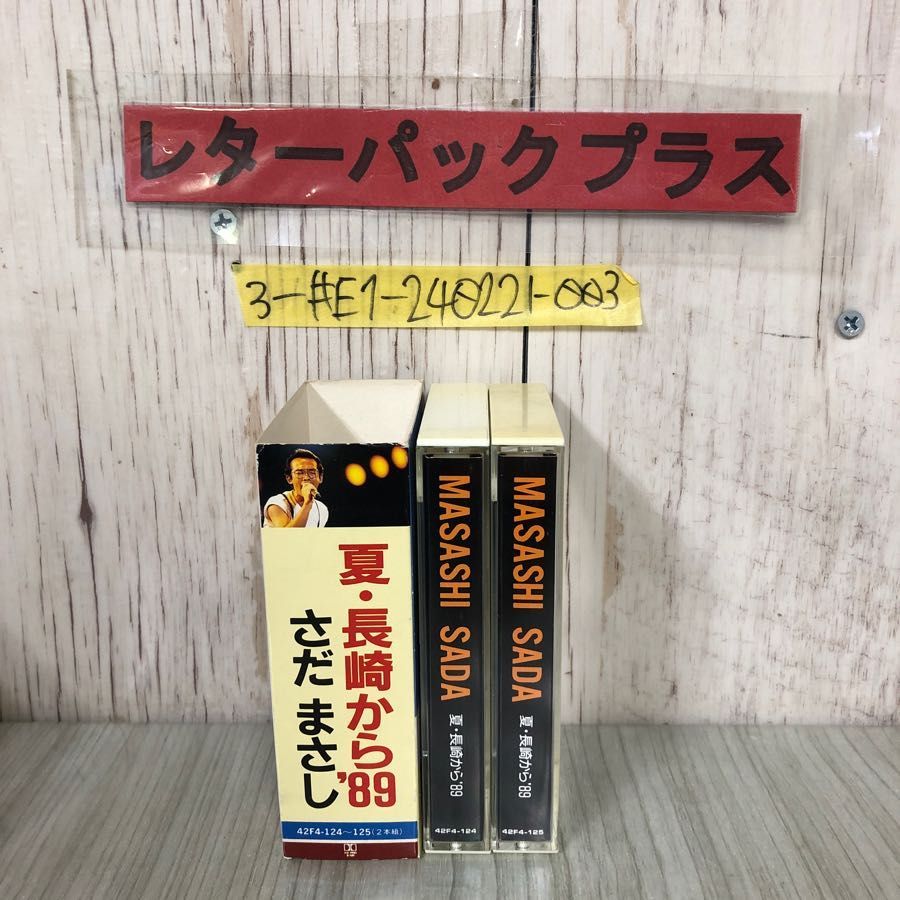 レターパックプラス
3-#E1-240221-003
夏・長崎から'89
さだ まさし
42F4-124～125(2本組)
MASASHI SADA 夏・長崎から'89
42F4-124
MASASHI SADA 夏・長崎から'89
42F4-125